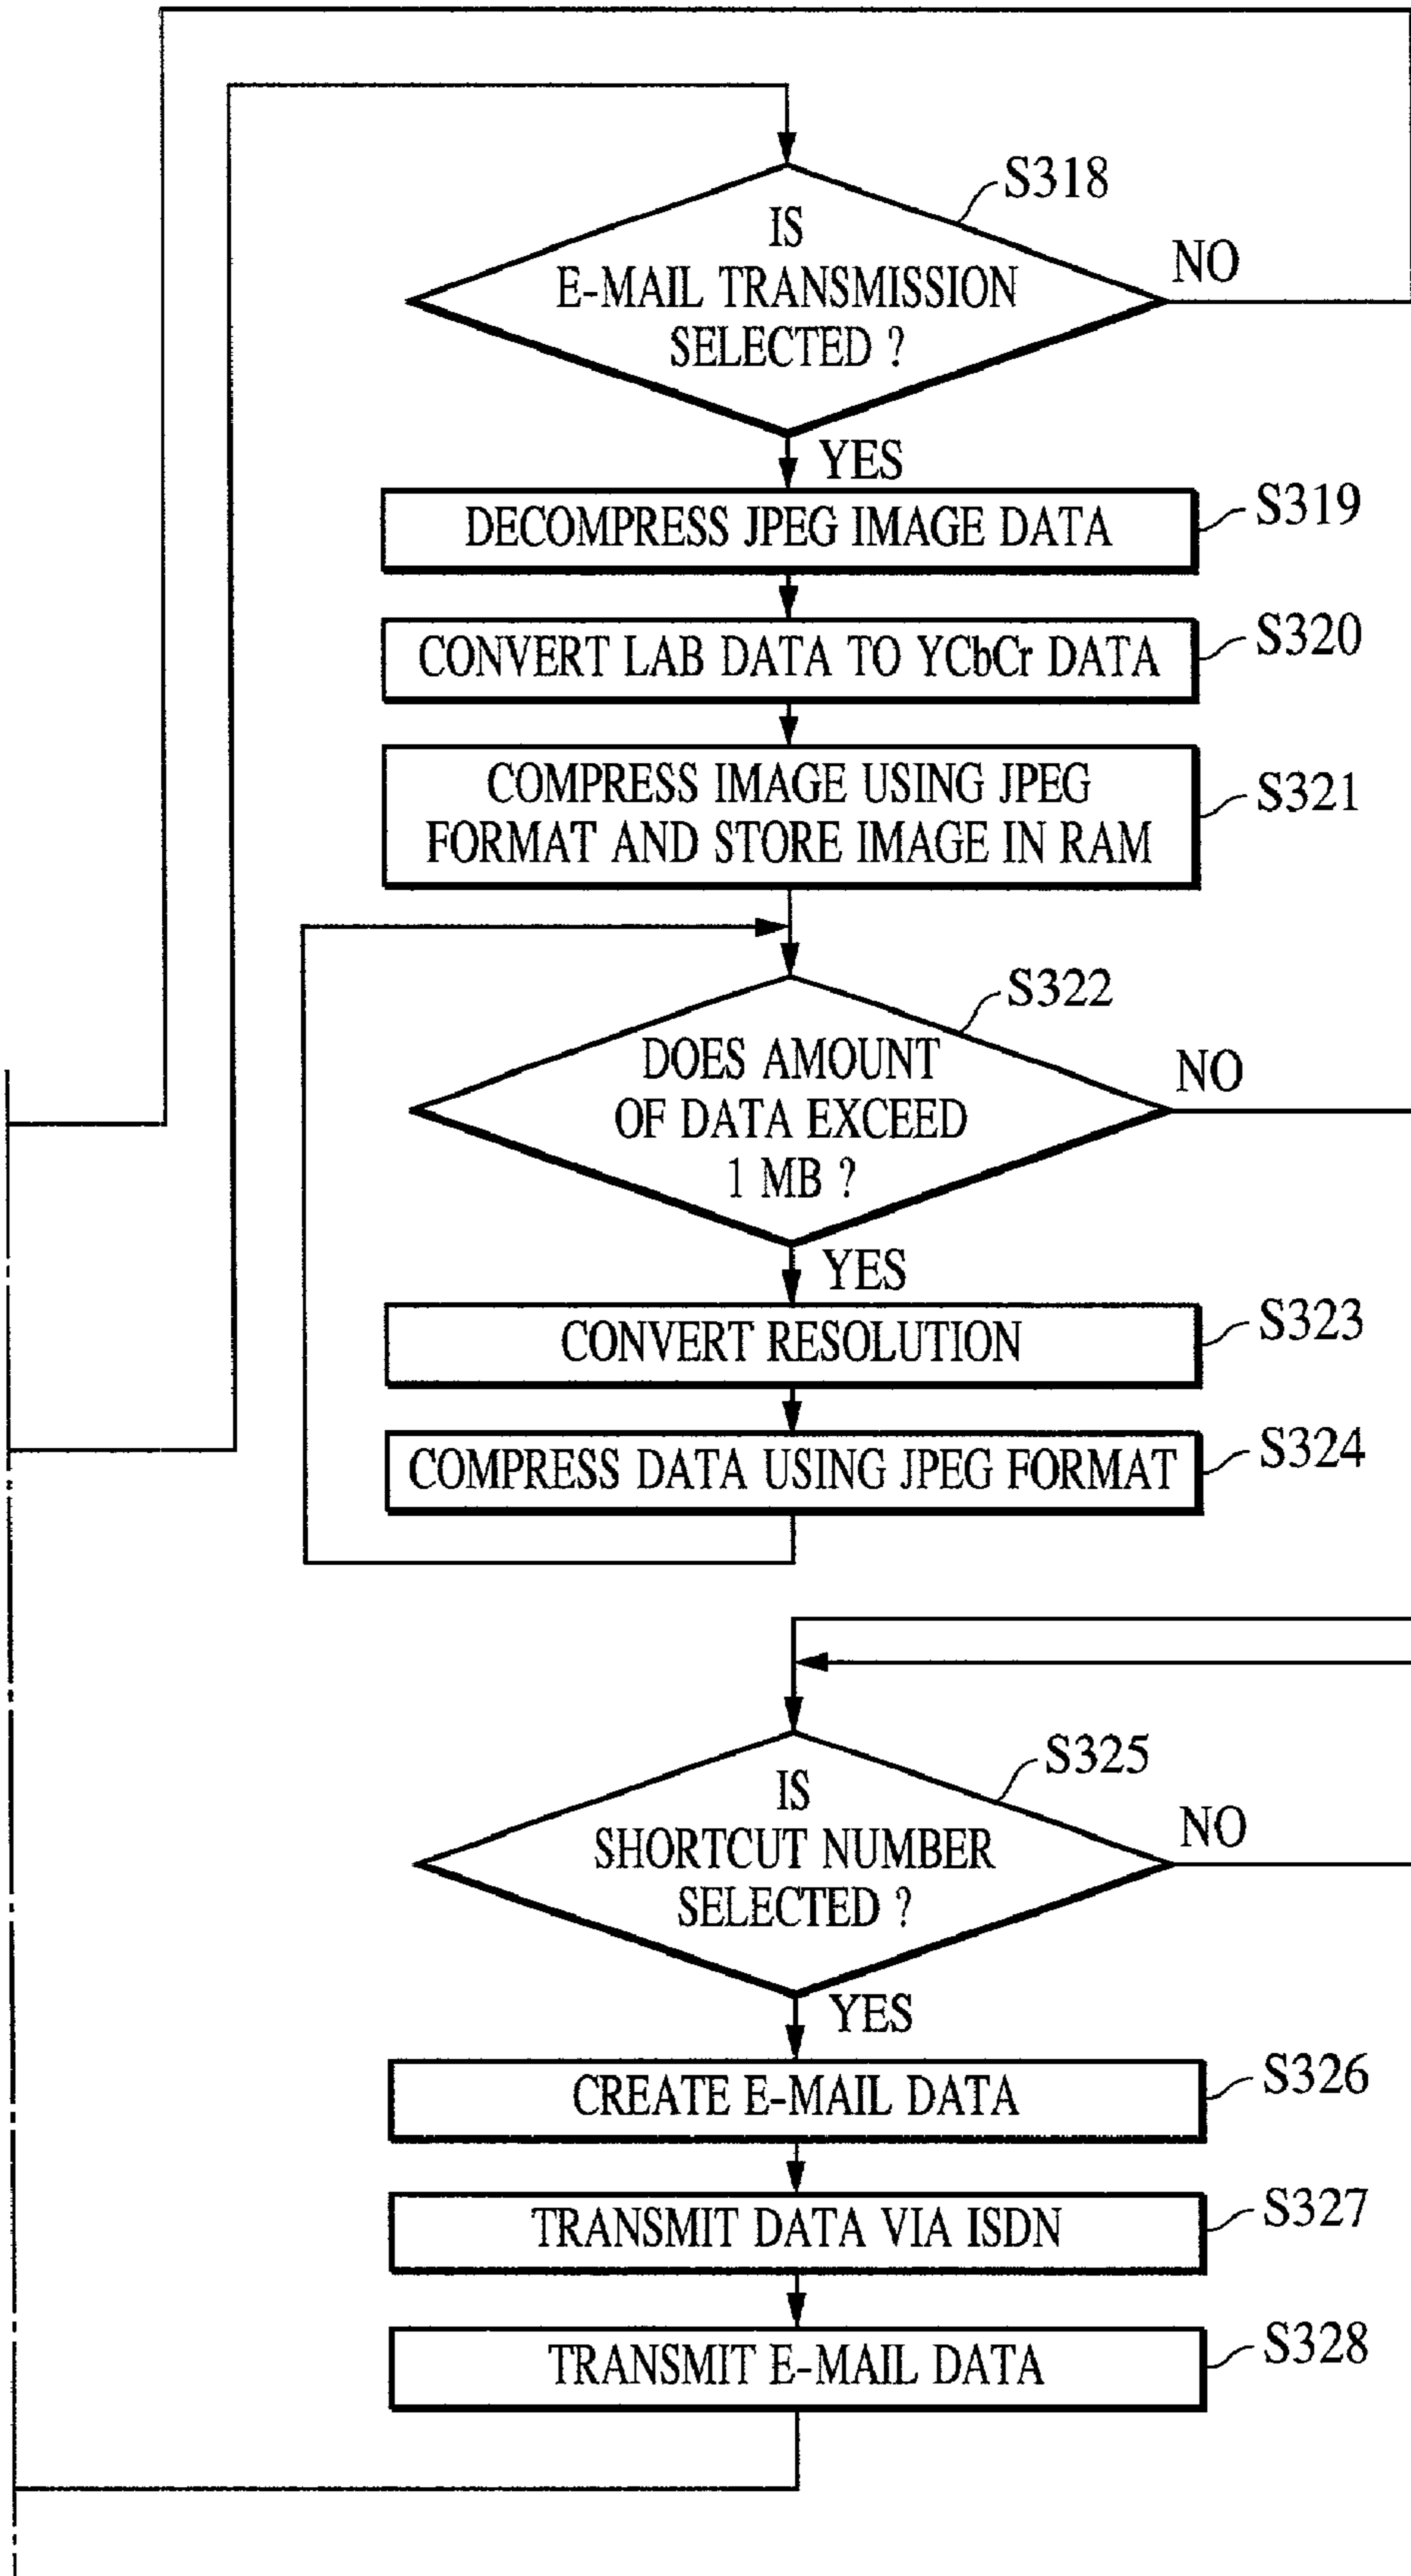 S318
IS
E-MAIL TRANSMISSION
SELECTED ?
NO
YES
DECOMPRESS JPEG IMAGE DATA
S319
CONVERT LAB DATA TO YCbCr DATA
S320
COMPRESS IMAGE USING JPEG
FORMAT AND STORE IMAGE IN RAM
S321
S322
DOES AMOUNT
OF DATA EXCEED
1 MB ?
NO
YES
CONVERT RESOLUTION
S323
COMPRESS DATA USING JPEG FORMAT
S324
S325
IS
SHORTCUT NUMBER
SELECTED ?
NO
YES
CREATE E-MAIL DATA
S326
TRANSMIT DATA VIA ISDN
S327
TRANSMIT E-MAIL DATA
S328